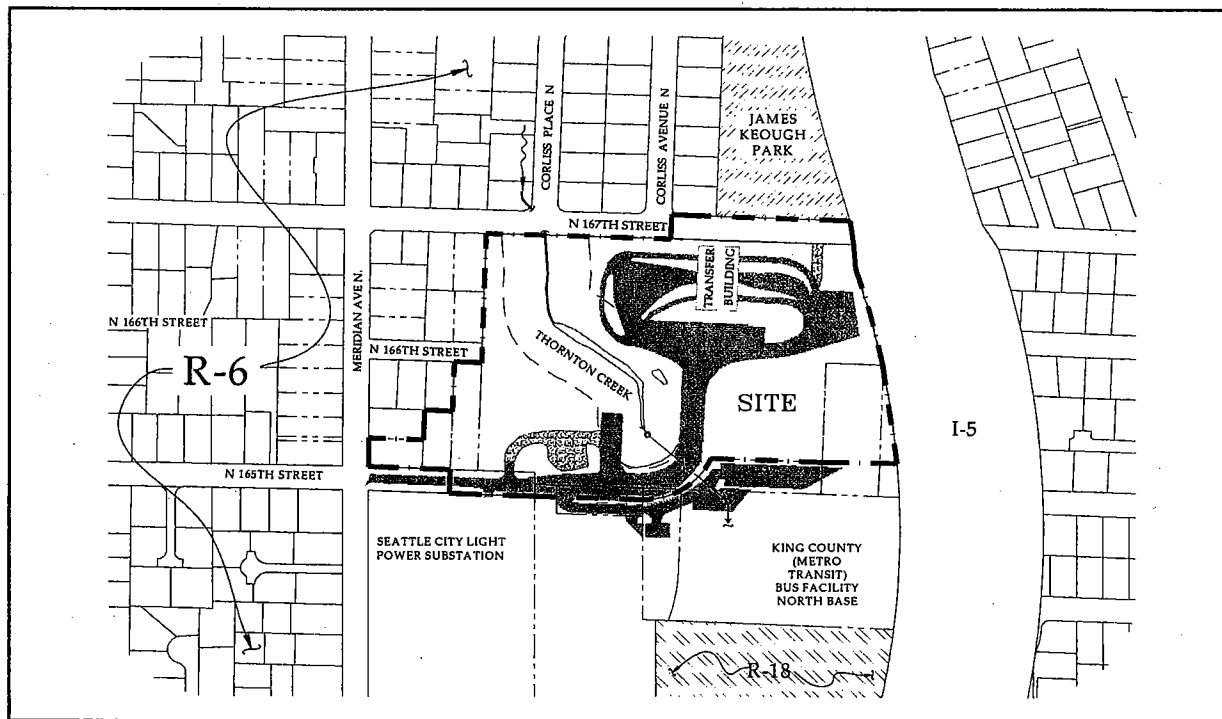 JAMES
KEOUGH
PARK
CORLISS PLACE N
CORLISS AVENUE N
N 167TH STREET
TRANSFER
BUILDING
MERIDIAN AVE N.
N 166TH STREET
N 166TH STREET
R-6
THORNTON CREEK
SITE
I-5
N 165TH STREET
SEATTLE CITY LIGHT
POWER SUBSTATION
KING COUNTY
(METRO
TRANSIT)
BUS FACILITY
NORTH BASE
R-18